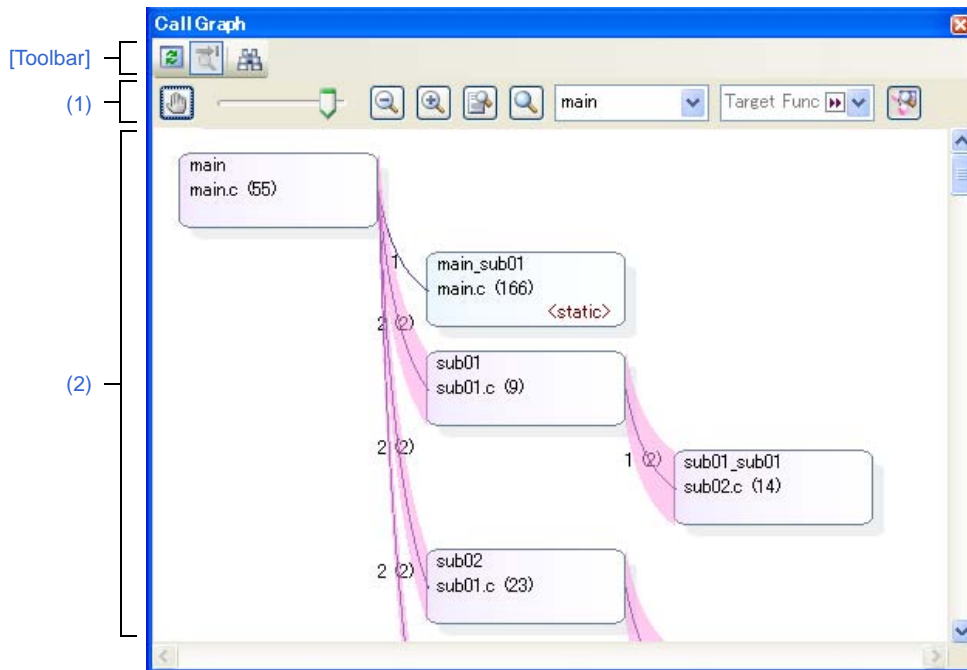 Call Graph
[Toolbar]
(1)
main
Target Func
(2)
main
main.c (55)
1
main_sub01
main.c (166)
<static>
2 (2)
sub01
sub01.c (9)
2 (2)
1 (2)
sub01_sub01
sub02.c (14)
2 (2)
sub02
sub01.c (23)